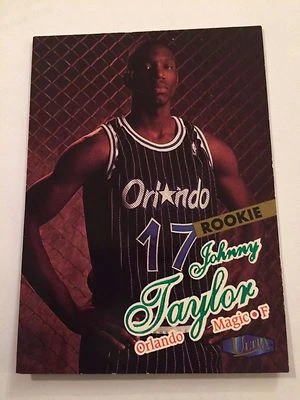 Orlando
17
ROOKIE
Johnny
Taylor
Orlando Magic • F
ULTRA